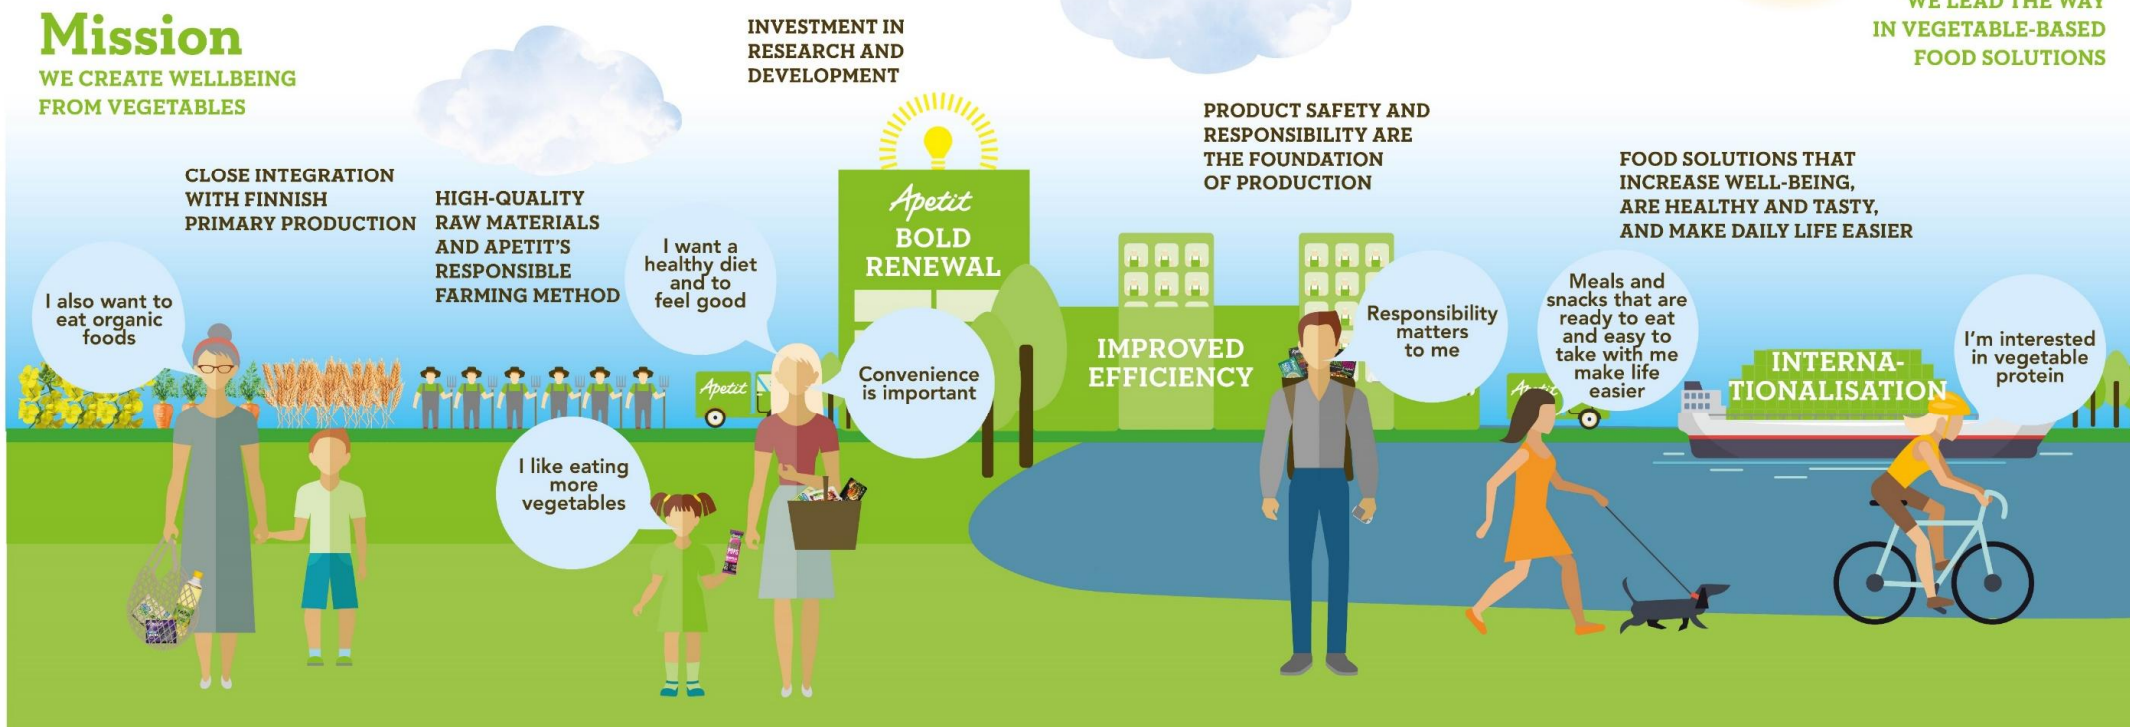 Mission
WE CREATE WELLBEING
FROM VEGETABLES
INVESTMENT IN
RESEARCH AND
DEVELOPMENT
WE LEAD THE WAY
IN VEGETABLE-BASED
FOOD SOLUTIONS
CLOSE INTEGRATION
WITH FINNISH
PRIMARY PRODUCTION
HIGH-QUALITY
RAW MATERIALS
AND APETIT'S
RESPONSIBLE
FARMING METHOD
PRODUCT SAFETY AND
RESPONSIBILITY ARE
THE FOUNDATION
OF PRODUCTION
FOOD SOLUTIONS THAT
INCREASE WELL-BEING,
ARE HEALTHY AND TASTY,
AND MAKE DAILY LIFE EASIER
I also want to
eat organic
foods
I want a
healthy diet
and to
feel good
Apetit
BOLD
RENEWAL
Convenience
is important
Apetit
I like eating
more
vegetables
IMPROVED
EFFICIENCY
Responsibility
matters
to me
Meals and
snacks that are
ready to eat
and easy to
take with me
make life
easier
INTERNA-
TIONALISATION
I'm interested
in vegetable
protein